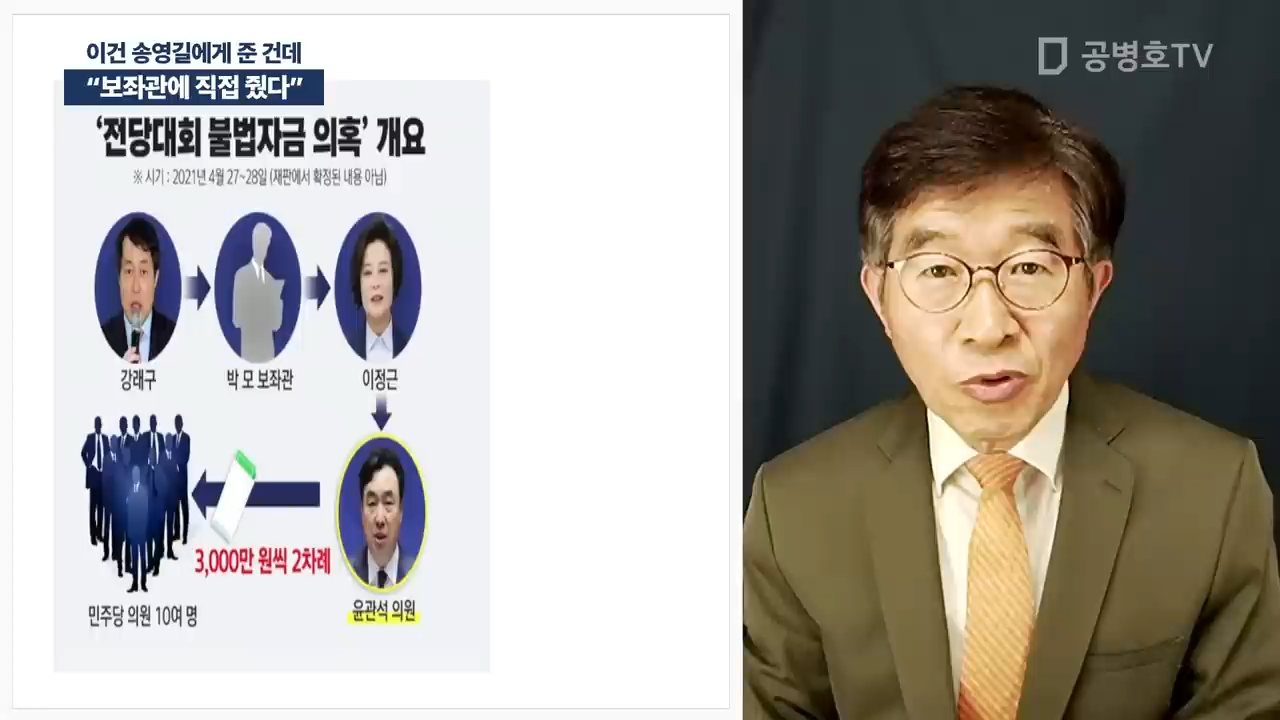 이건 송영길에게 준 건데
“보좌관에 직접 줬다”
‘전당대회 불법자금 의혹’ 개요
※ 시기 : 2021년 4월 27~28일 (재판에서 확정된 내용 아님)
강래구
박 모 보좌관
이정근
3,000만 원씩 2차례
민주당 의원 10여 명
윤관석 의원
공병호TV